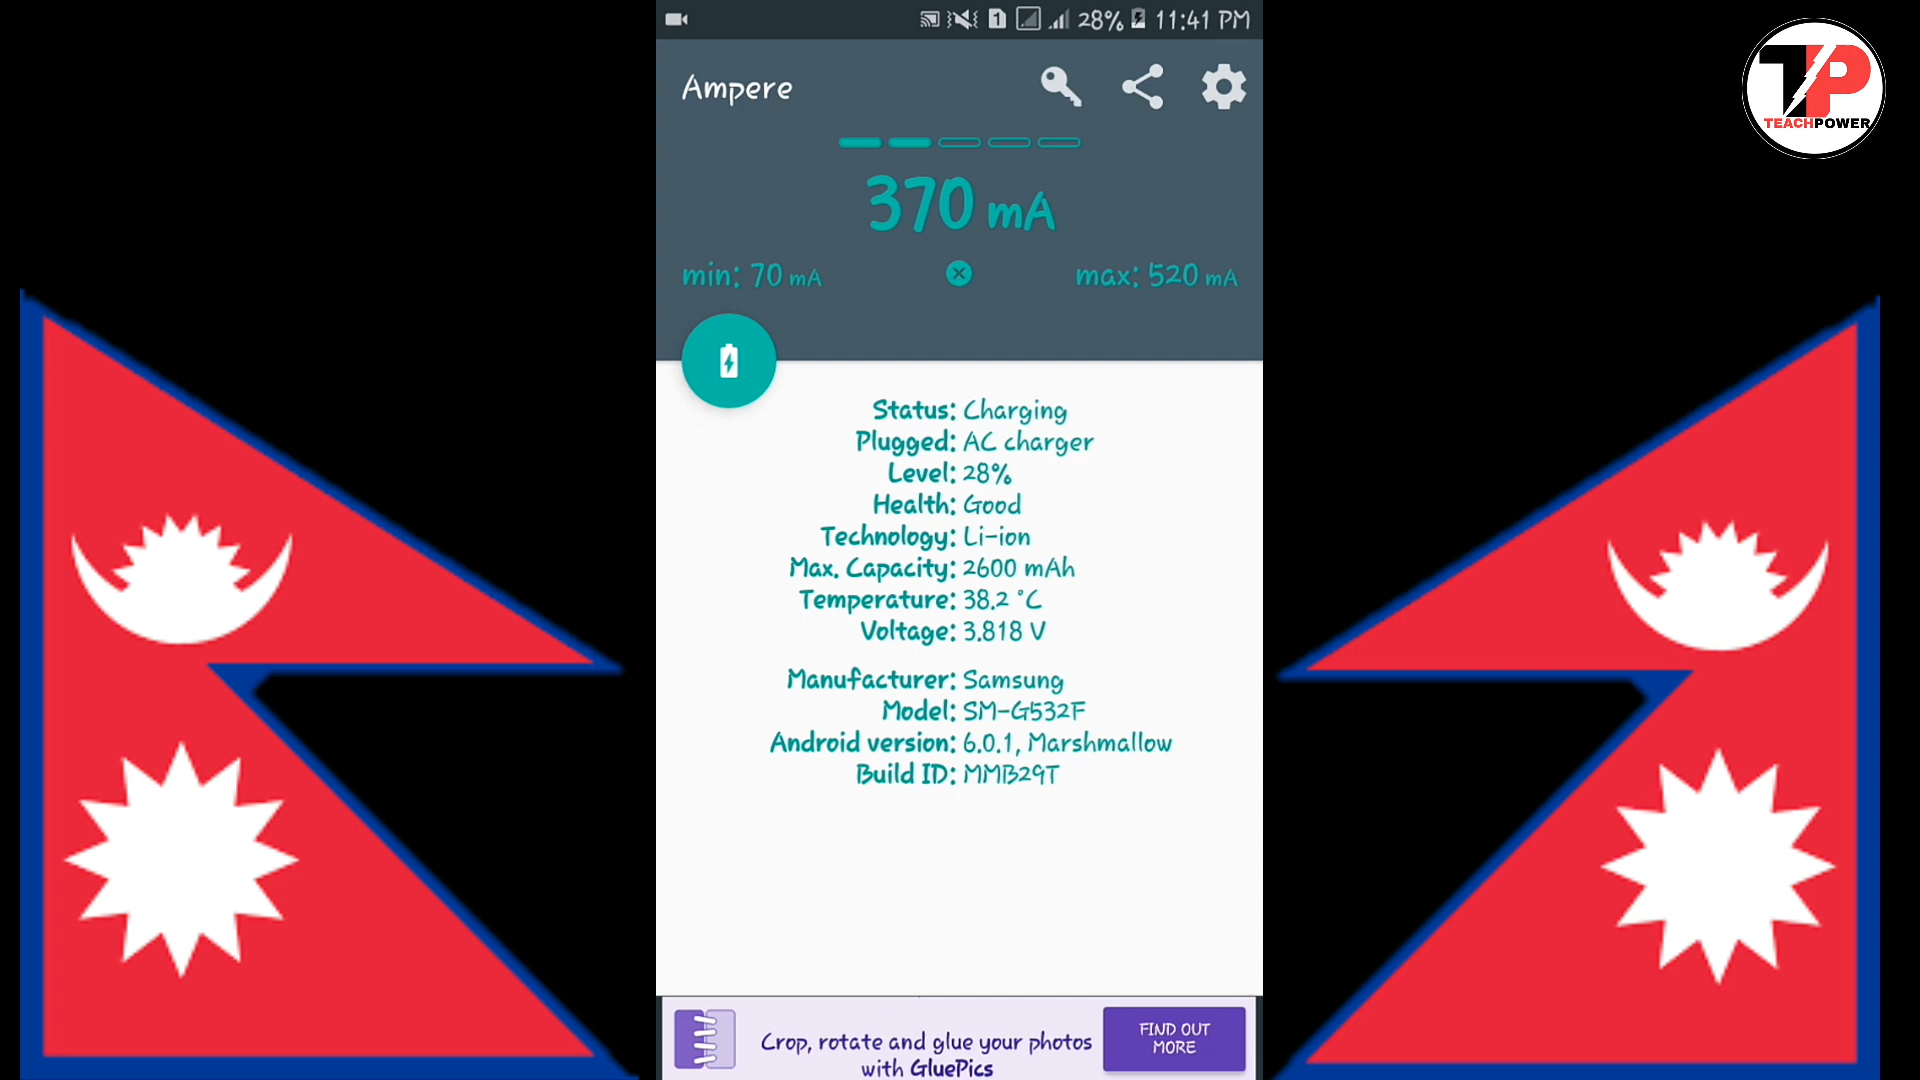 28% 11:41 PM
Ampere
TP
TEACHPOWER
370 mA
min: 70 mA
max: 520 mA
Status: Charging
Plugged: AC charger
Level: 28%
Health: Good
Technology: Li-ion
Max. Capacity: 2600 mAh
Temperature: 38.2 °C
Voltage: 3.818 V
Manufacturer: Samsung
Model: SM-G532F
Android version: 6.0.1, Marshmallow
Build ID: MMB29T
Crop, rotate and glue your photos
with GluePics
FIND OUT
MORE